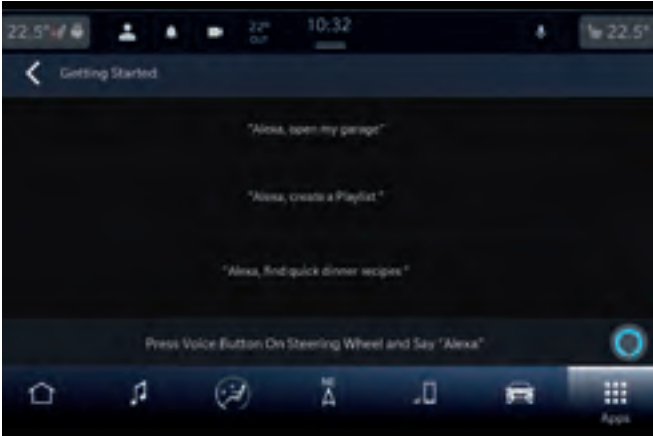 22.5°
22°
OUT
10:32
22.5°
Getting Started
"Alexa, open my garage"
"Alexa, create a Playlist "
"Alexa, find quick dinner recipes "
Press Voice Button On Steering Wheel and Say "Alexa"
NE
Apps